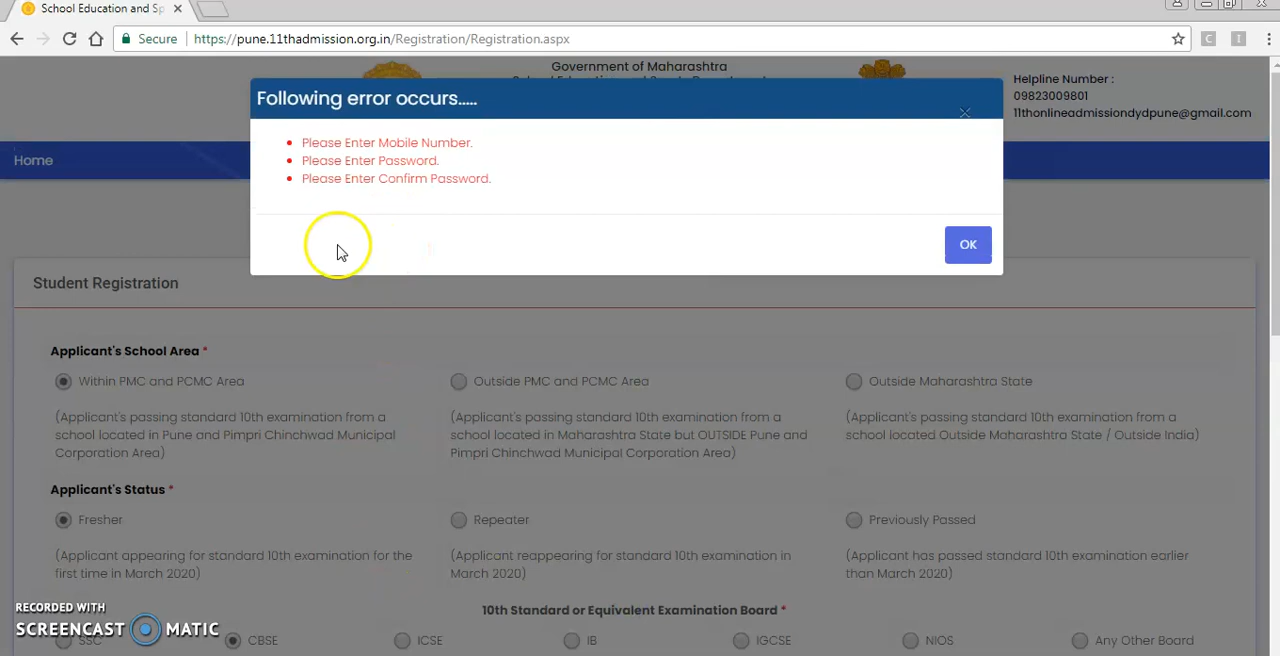 School Education and Sp
Secure
https://pune.11thadmission.org.in/Registration/Registration.aspx
C
I
Government of Maharashtra
Helpline Number :
09823009801
11thonlineadmissiondydpune@gmail.com
Following error occurs.....
Please Enter Mobile Number.
Please Enter Password.
Please Enter Confirm Password.
OK
Home
Student Registration
Applicant's School Area *
Within PMC and PCMC Area
Outside PMC and PCMC Area
Outside Maharashtra State
(Applicant's passing standard 10th examination from a
school located in Pune and Pimpri Chinchwad Municipal
Corporation Area)
(Applicant's passing standard 10th examination from a
school located in Maharashtra State but OUTSIDE Pune and
Pimpri Chinchwad Municipal Corporation Area)
(Applicant's passing standard 10th examination from a
school located Outside Maharashtra State / Outside India)
Applicant's Status *
Fresher
Repeater
Previously Passed
(Applicant appearing for standard 10th examination for the
first time in March 2020)
(Applicant reappearing for standard 10th examination in
March 2020)
(Applicant has passed standard 10th examination earlier
than March 2020)
10th Standard or Equivalent Examination Board *
SSC
CBSE
ICSE
IB
IGCSE
NIOS
Any Other Board
RECORDED WITH
SCREENCAST MATIC